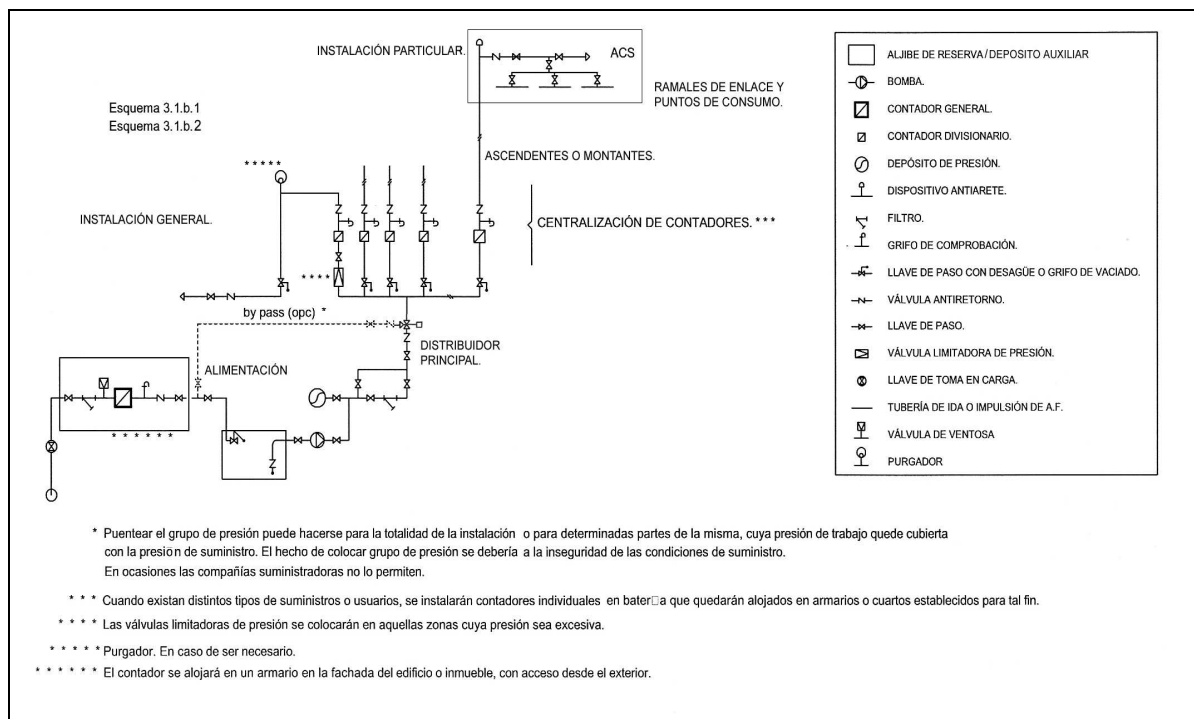 INSTALACIÓN PARTICULAR.
ACS
RAMALES DE ENLACE Y
PUNTOS DE CONSUMO.
Esquema 3.1.b.1
Esquema 3.1.b.2
ASCENDENTES O MONTANTES.
* * * * *
INSTALACIÓN GENERAL.
CENTRALIZACIÓN DE CONTADORES. * * *
* * * *
by pass (opc) *
DISTRIBUIDOR
PRINCIPAL.
ALIMENTACIÓN
* * * * * *
ALJIBE DE RESERVA/DEPOSITO AUXILIAR
BOMBA.
CONTADOR GENERAL.
CONTADOR DIVISIONARIO.
DEPÓSITO DE PRESIÓN.
DISPOSITIVO ANTIARETE.
FILTRO.
GRIFO DE COMPROBACIÓN.
LLAVE DE PASO CON DESAGÜE O GRIFO DE VACIADO.
VÁLVULA ANTIRETORNO.
LLAVE DE PASO.
VÁLVULA LIMITADORA DE PRESIÓN.
LLAVE DE TOMA EN CARGA.
TUBERÍA DE IDA O IMPULSIÓN DE A.F.
VÁLVULA DE VENTOSA
PURGADOR
* Puentear el grupo de presión puede hacerse para la totalidad de la instalación o para determinadas partes de la misma, cuya presión de trabajo quede cubierta
con la presión de suministro. El hecho de colocar grupo de presión se debería a la inseguridad de las condiciones de suministro.
En ocasiones las compañías suministradoras no lo permiten.
* * * Cuando existan distintos tipos de suministros o usuarios, se instalarán contadores individuales en bater□a que quedarán alojados en armarios o cuartos establecidos para tal fin.
* * * * Las válvulas limitadoras de presión se colocarán en aquellas zonas cuya presión sea excesiva.
* * * * * Purgador. En caso de ser necesario.
* * * * * * El contador se alojará en un armario en la fachada del edificio o inmueble, con acceso desde el exterior.